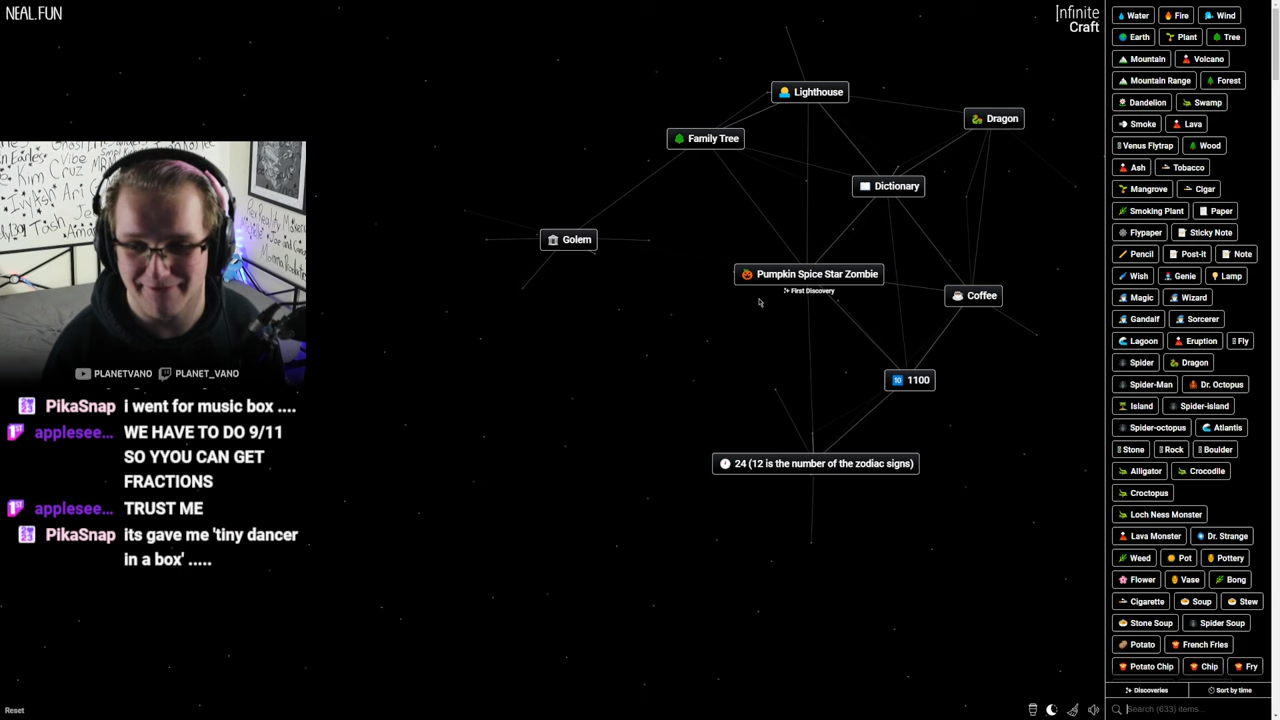 NEAL.FUN
Infinite
Craft
Lighthouse
Family Tree
Dragon
Dictionary
Golem
Pumpkin Spice Star Zombie
First Discovery
Coffee
1100
24 (12 is the number of the zodiac signs)
PLANETVANO PLANET_VANO
PikaSnap i went for music box ....
applesee... WE HAVE TO DO 9/11
SO YYOU CAN GET
FRACTIONS
applesee... TRUST ME
PikaSnap its gave me 'tiny dancer
in a box' .....
Reset
Water Fire Wind
Earth Plant Tree
Mountain Volcano
Mountain Range Forest
Dandelion Swamp
Smoke Lava
Venus Flytrap Wood
Ash Tobacco
Mangrove Cigar
Smoking Plant Paper
Flypaper Sticky Note
Pencil Post-it Note
Wish Genie Lamp
Magic Wizard
Gandalf Sorcerer
Lagoon Eruption Fly
Spider Dragon
Spider-Man Dr. Octopus
Island Spider-island
Spider-octopus Atlantis
Stone Rock Boulder
Alligator Crocodile
Croctopus
Loch Ness Monster
Lava Monster Dr. Strange
Weed Pot Pottery
Flower Vase Bong
Cigarette Soup Stew
Stone Soup Spider Soup
Potato French Fries
Potato Chip Chip Fry
Discoveries Sort by time
Search (633) items...